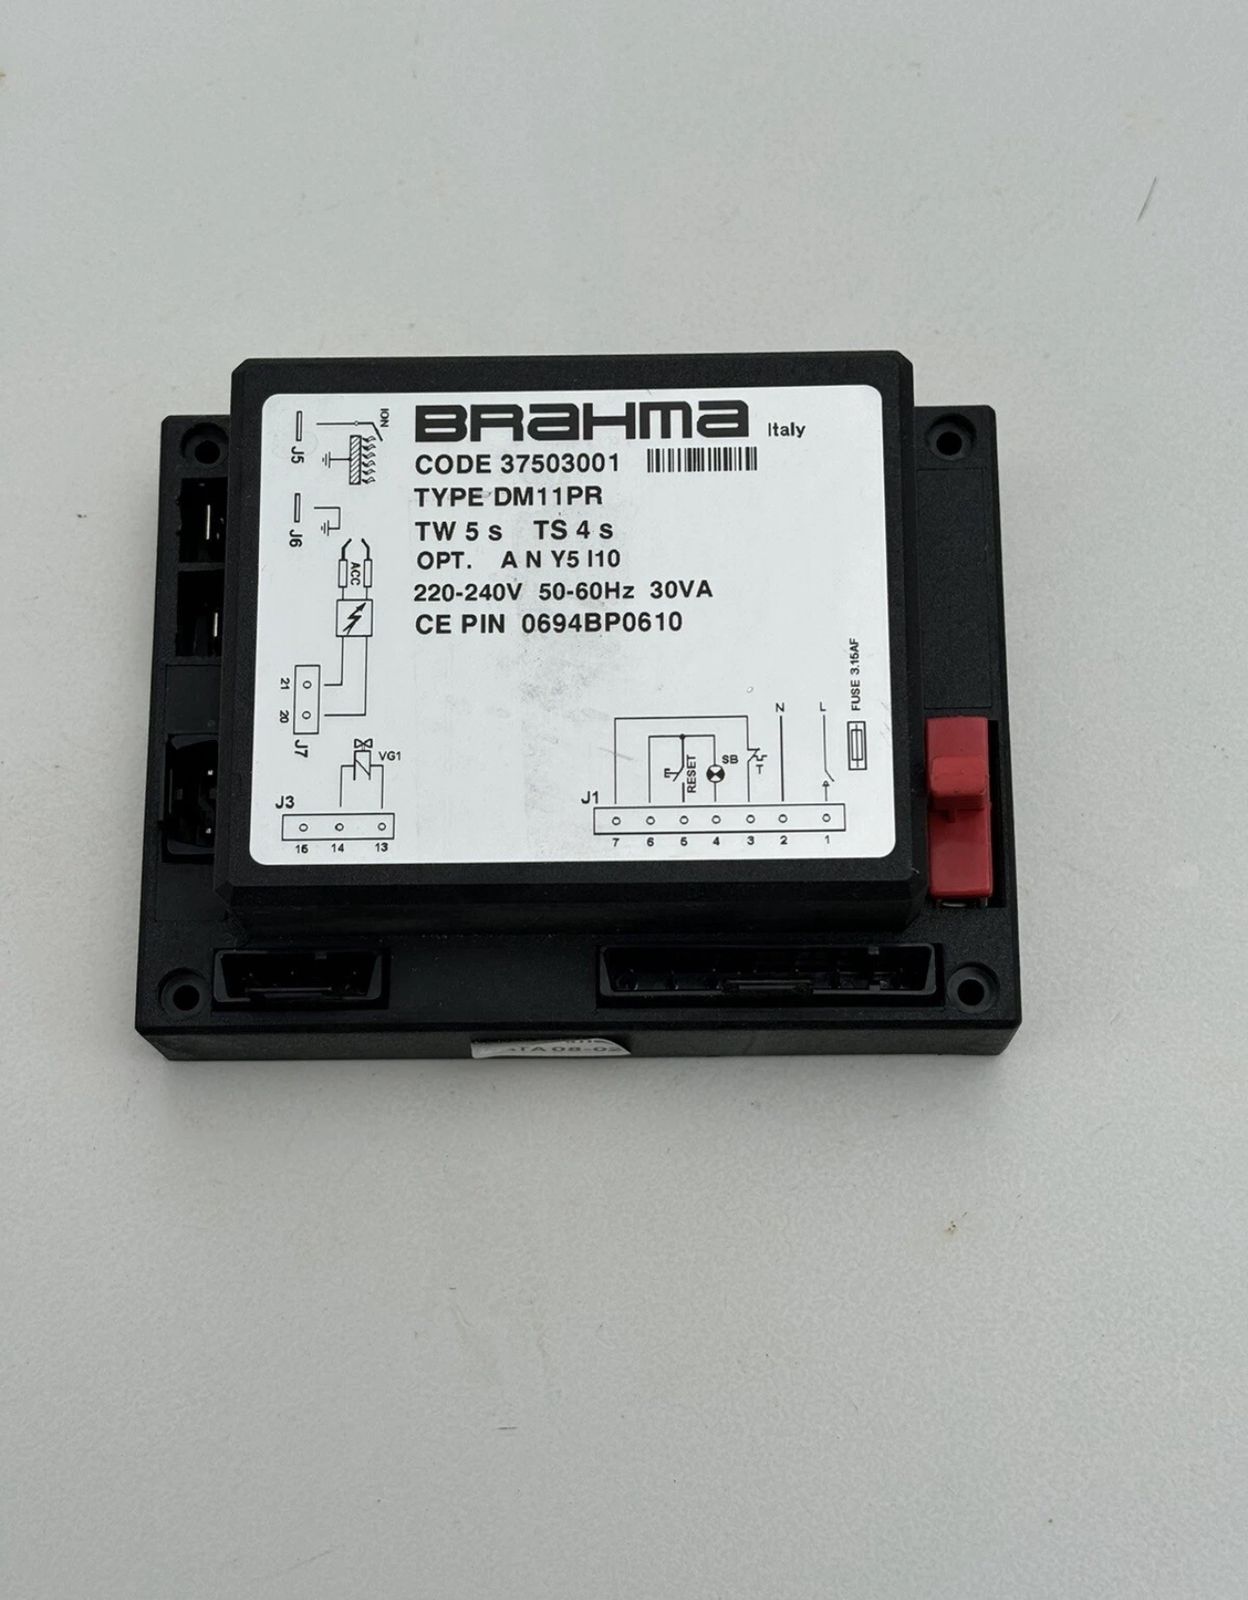 BRAHMA Italy
CODE 37503001
TYPE DM11PR
TW 5 s TS 4 s
OPT. A N Y5 I10
220-240V 50-60Hz 30VA
CE PIN 0694BP0610
ION
J5
J6
ACC
21
20
J7
VG1
J3
15 14 13
FUSE 3.15AF
N L
RESET
SB
T
J1
7 6 5 4 3 2 1
08-02